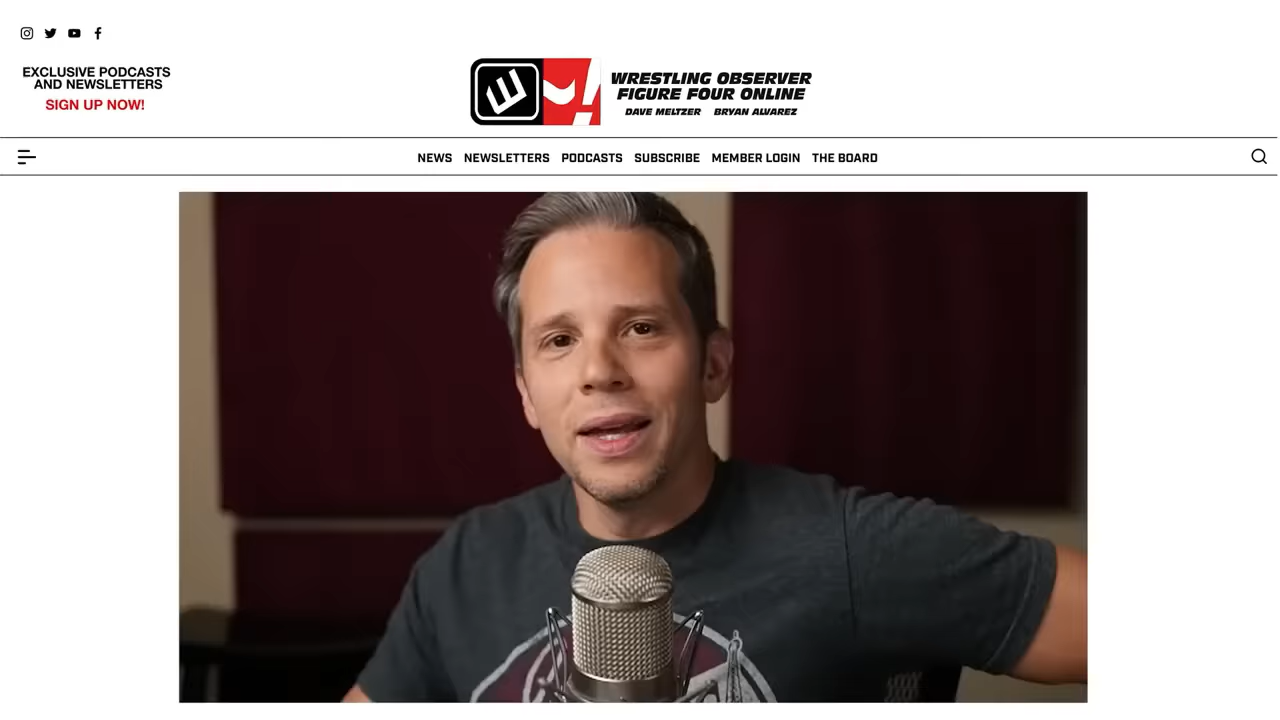 EXCLUSIVE PODCASTS
AND NEWSLETTERS
SIGN UP NOW!
WRESTLING OBSERVER
FIGURE FOUR ONLINE
DAVE MELTZER BRYAN ALVAREZ
NEWS NEWSLETTERS PODCASTS SUBSCRIBE MEMBER LOGIN THE BOARD